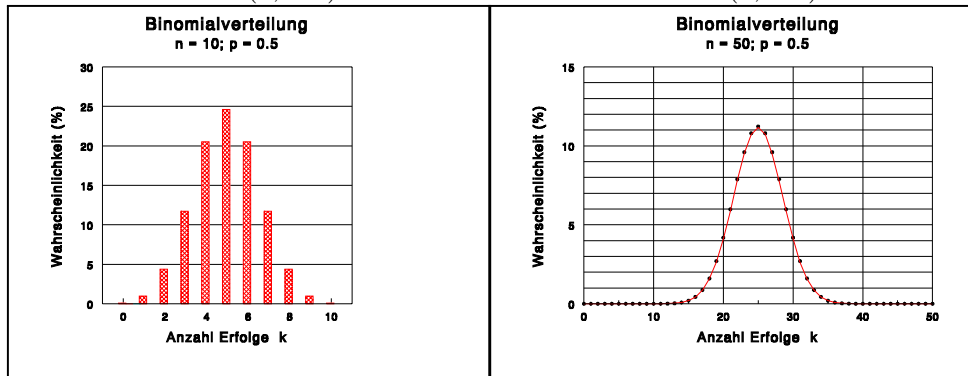 Binomialverteilung
n = 10; p = 0.5
Wahrscheinlichkeit (%)
30
25
20
15
10
5
0
0 2 4 6 8 10
Anzahl Erfolge k
Binomialverteilung
n = 50; p = 0.5
Wahrscheinlichkeit (%)
15
10
5
0
0 10 20 30 40 50
Anzahl Erfolge k